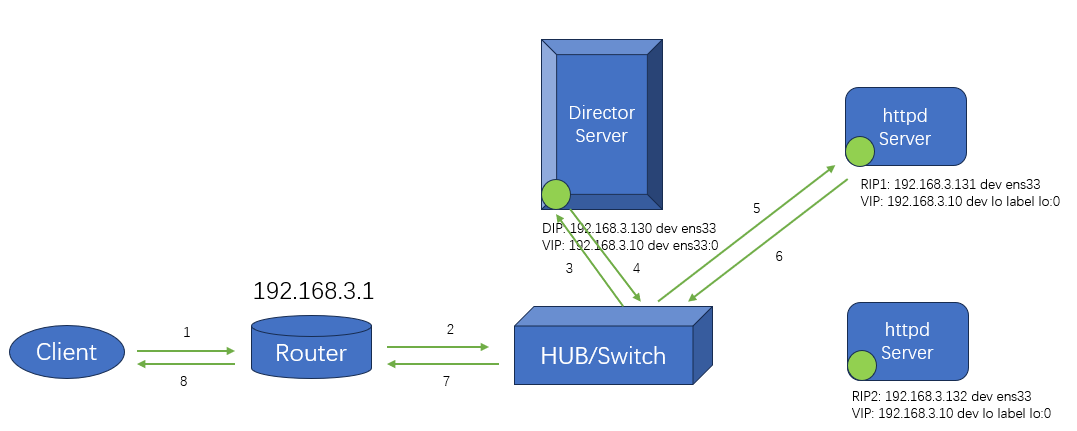 Director
Server
httpd
Server
RIP1: 192.168.3.131 dev ens33
VIP: 192.168.3.10 dev lo label lo:0
5
6
DIP: 192.168.3.130 dev ens33
VIP: 192.168.3.10 dev ens33:0
3
4
192.168.3.1
Client
1
8
Router
2
7
HUB/Switch
httpd
Server
RIP2: 192.168.3.132 dev ens33
VIP: 192.168.3.10 dev lo label lo:0